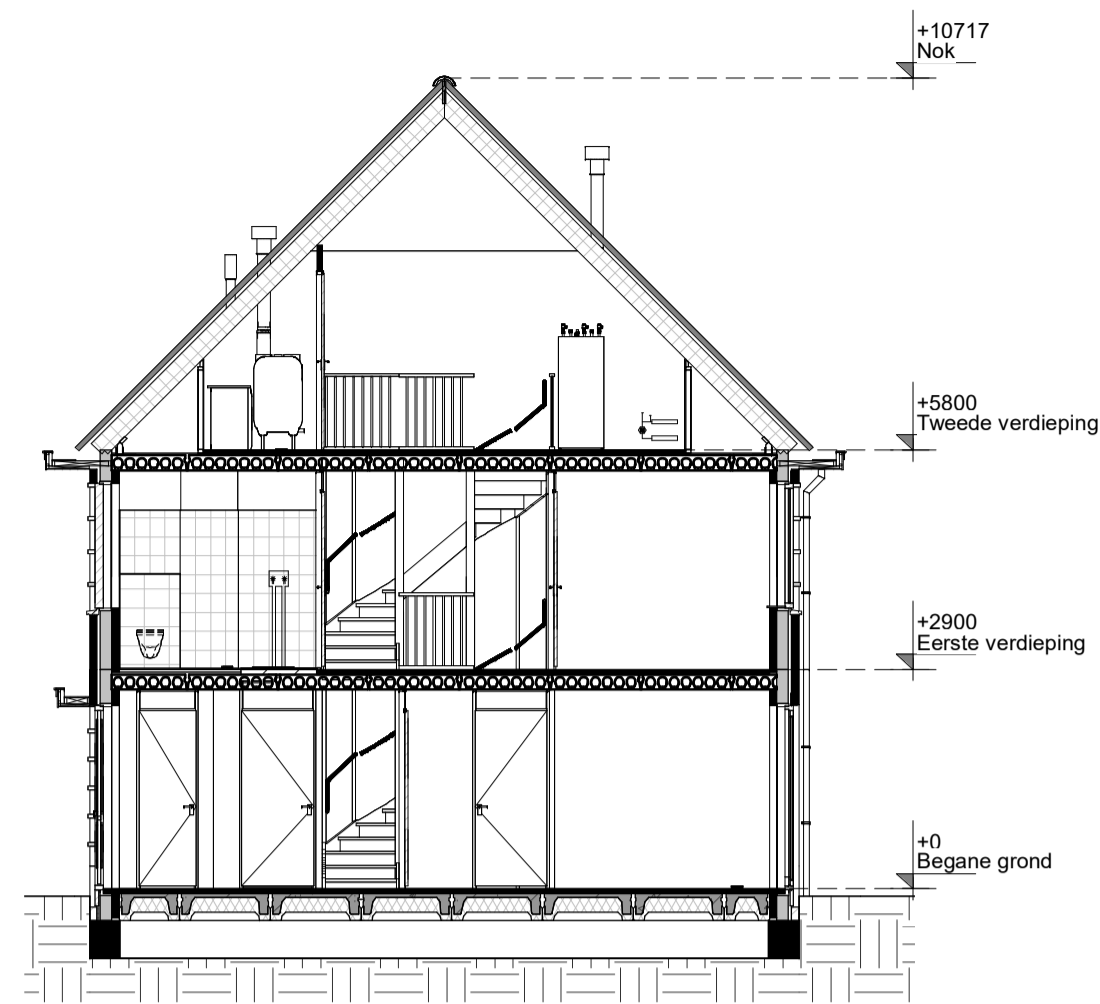 +10717
Nok
+5800
Tweede verdieping
+2900
Eerste verdieping
+0
Begane grond